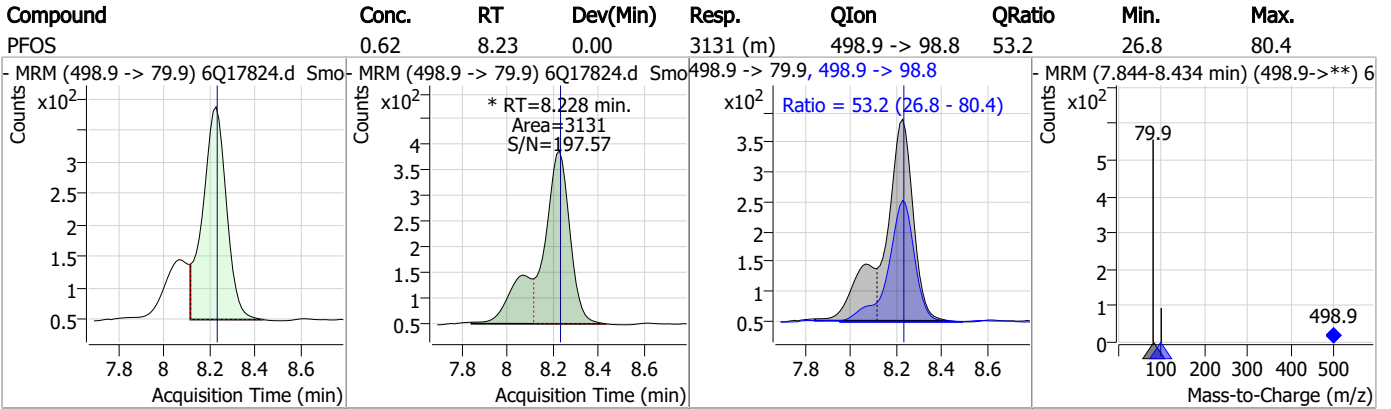 Compound Conc. RT Dev(Min) Resp. QIon QRatio Min. Max.
PFOS 0.62 8.23 0.00 3131 (m) 498.9 -> 98.8 53.2 26.8 80.4
- MRM (498.9 -> 79.9) 6Q17824.d Smo
Counts
x10²
3
2.5
2
1.5
1
0.5
7.8 8 8.2 8.4 8.6
Acquisition Time (min)
- MRM (498.9 -> 79.9) 6Q17824.d Smo
Counts
x10²
* RT=8.228 min.
Area=3131
S/N=197.57
4
3.5
3
2.5
2
1.5
1
0.5
7.8 8 8.2 8.4 8.6
Acquisition Time (min)
498.9 -> 79.9, 498.9 -> 98.8
Counts
x10²
Ratio = 53.2 (26.8 - 80.4)
3.5
3
2.5
2
1.5
1
0.5
7.8 8 8.2 8.4 8.6
Acquisition Time (min)
- MRM (7.844-8.434 min) (498.9->**) 6
Counts
x10²
79.9
5
4
3
2
1
0
498.9
100 200 300 400 500
Mass-to-Charge (m/z)